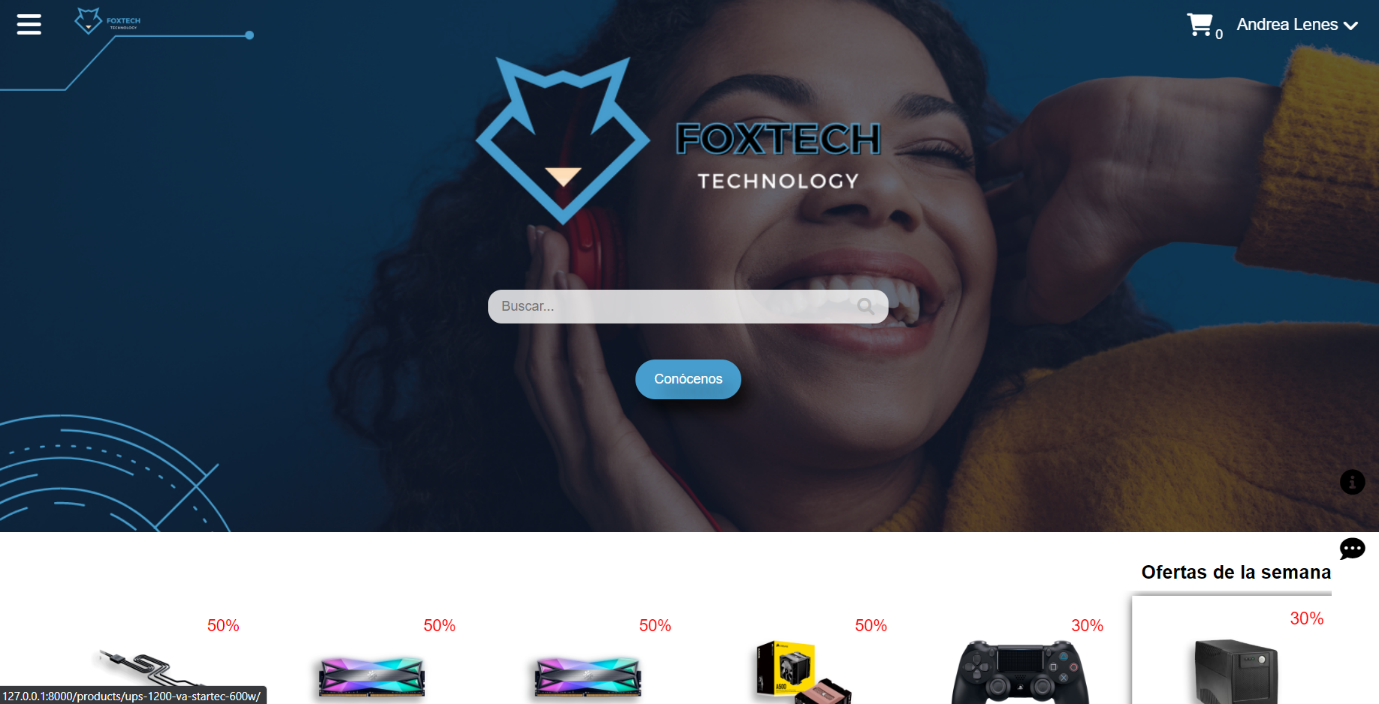 FOXTECH
TECHNOLOGY
0
Andrea Lenes
FOXTECH
TECHNOLOGY
Buscar...
Conócenos
Ofertas de la semana
50%
50%
50%
50%
30%
30%
127.0.0.1:8000/products/ups-1200-va-startec-600w/